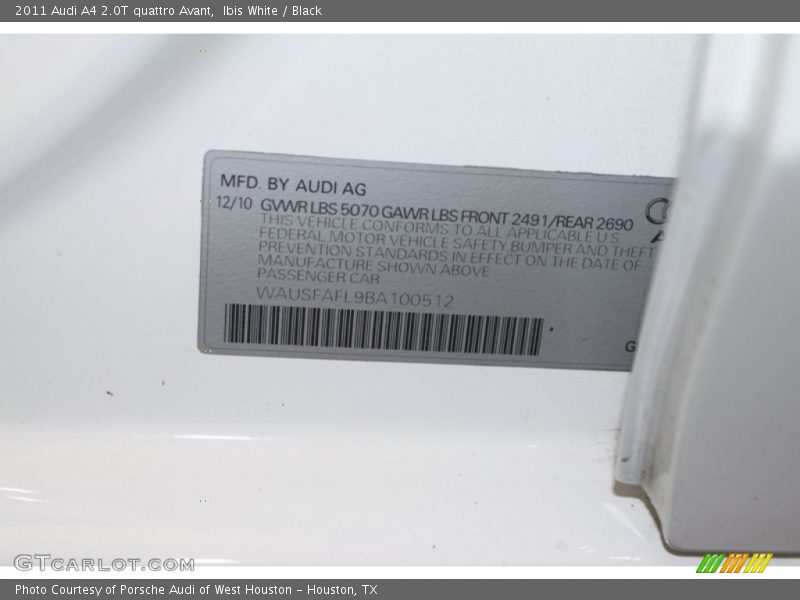 2011 Audi A4 2.0T quattro Avant,  Ibis White / Black
MFD. BY AUDI AG
12/10 GVWR LBS 5070 GAWR LBS FRONT 2491/REAR 2690
THIS VEHICLE CONFORMS TO ALL APPLICABLE U S
FEDERAL MOTOR VEHICLE SAFETY BUMPER AND THEFT
PREVENTION STANDARDS IN EFFECT ON THE DATE OF
MANUFACTURE SHOWN ABOVE
PASSENGER CAR
WAUSFAFL9BA100512
G
GTCARLOT.COM
Photo Courtesy of Porsche Audi of West Houston – Houston, TX